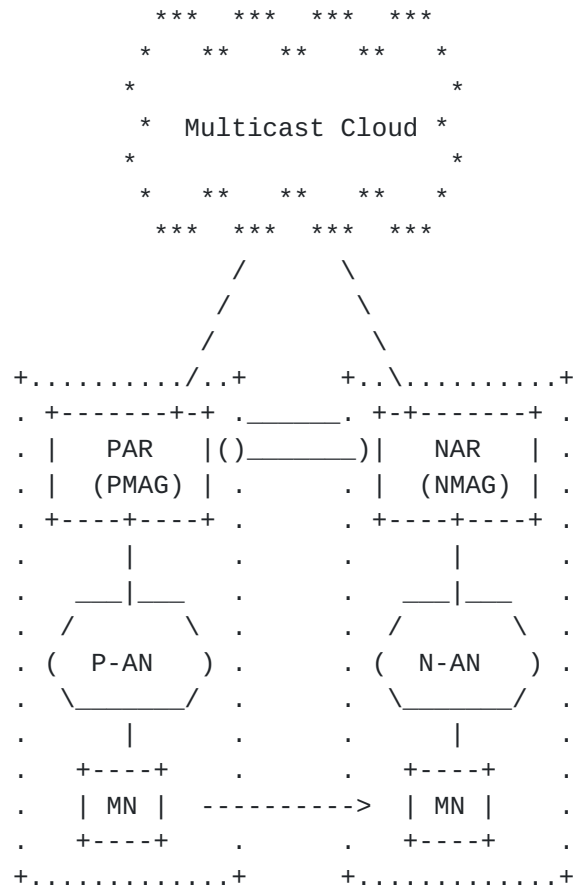 Multicast Cloud
PAR NAR
(PMAG) (NMAG)
P-AN N-AN
MN MN